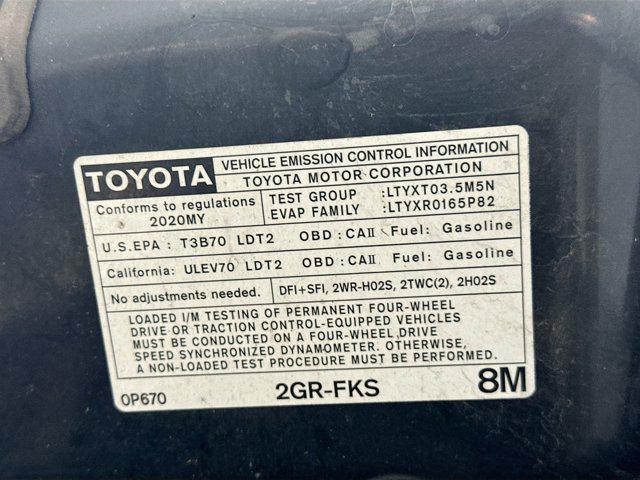 TOYOTA
VEHICLE EMISSION CONTROL INFORMATION
TOYOTA MOTOR CORPORATION
Conforms to regulations
2020MY
TEST GROUP :LTYXT03.5M5N
EVAP FAMILY :LTYXR0165P82
U.S.EPA : T3B70 LDT2 OBD :CAII Fuel: Gasoline
California: ULEV70 LDT2 OBD :CAII Fuel: Gasoline
No adjustments needed. DFI+SFI, 2WR-H02S, 2TWC(2), 2H02S
LOADED I/M TESTING OF PERMANENT FOUR-WHEEL
DRIVE OR TRACTION CONTROL-EQUIPPED VEHICLES
MUST BE CONDUCTED ON A FOUR-WHEEL DRIVE
SPEED SYNCHRONIZED DYNAMOMETER. OTHERWISE,
A NON-LOADED TEST PROCEDURE MUST BE PERFORMED.
0P670 2GR-FKS 8M